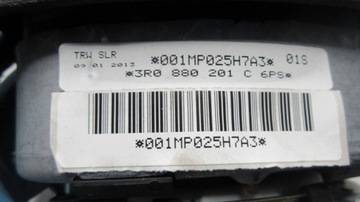 TRW SLR
09/01 2013
*001MP025H7A3* 01S
*3R0 880 201 C 6PS*
*001MP025H7A3*